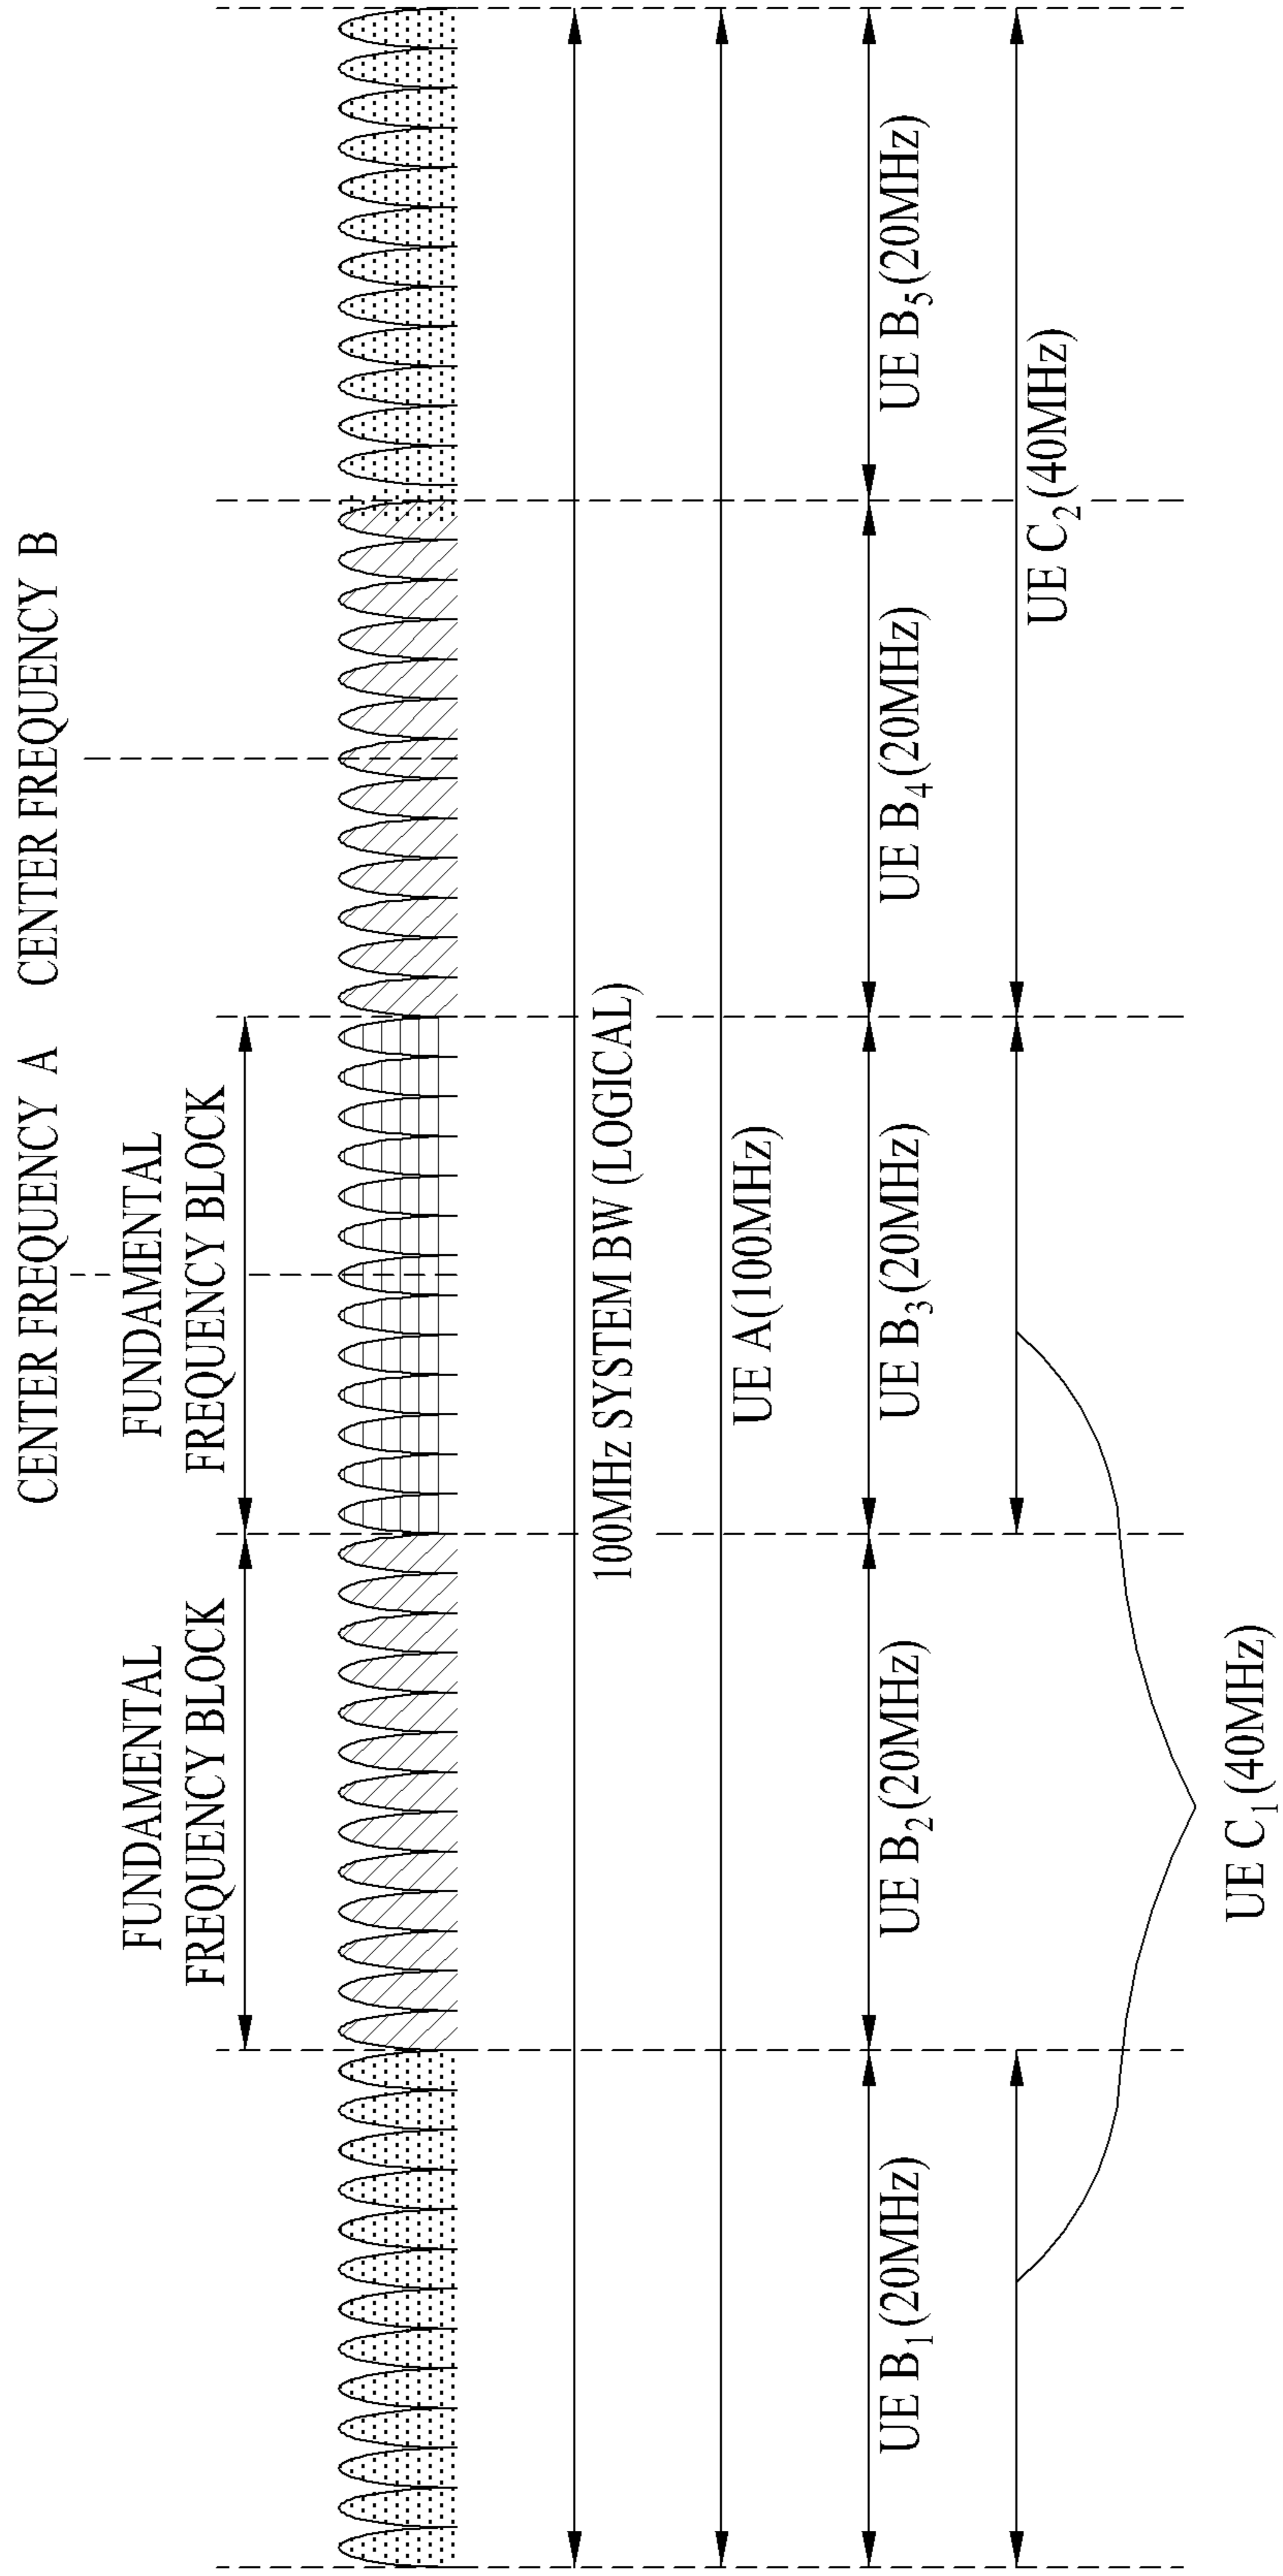 CENTER FREQUENCY A CENTER FREQUENCY B
FUNDAMENTAL
FREQUENCY BLOCK
FUNDAMENTAL
FREQUENCY BLOCK
100MHz SYSTEM BW (LOGICAL)
UE A(100MHz)
UE B1 (20MHz)
UE B2 (20MHz)
UE B3 (20MHz)
UE B4 (20MHz)
UE B5 (20MHz)
UE C2 (40MHz)
UE C1 (40MHz)